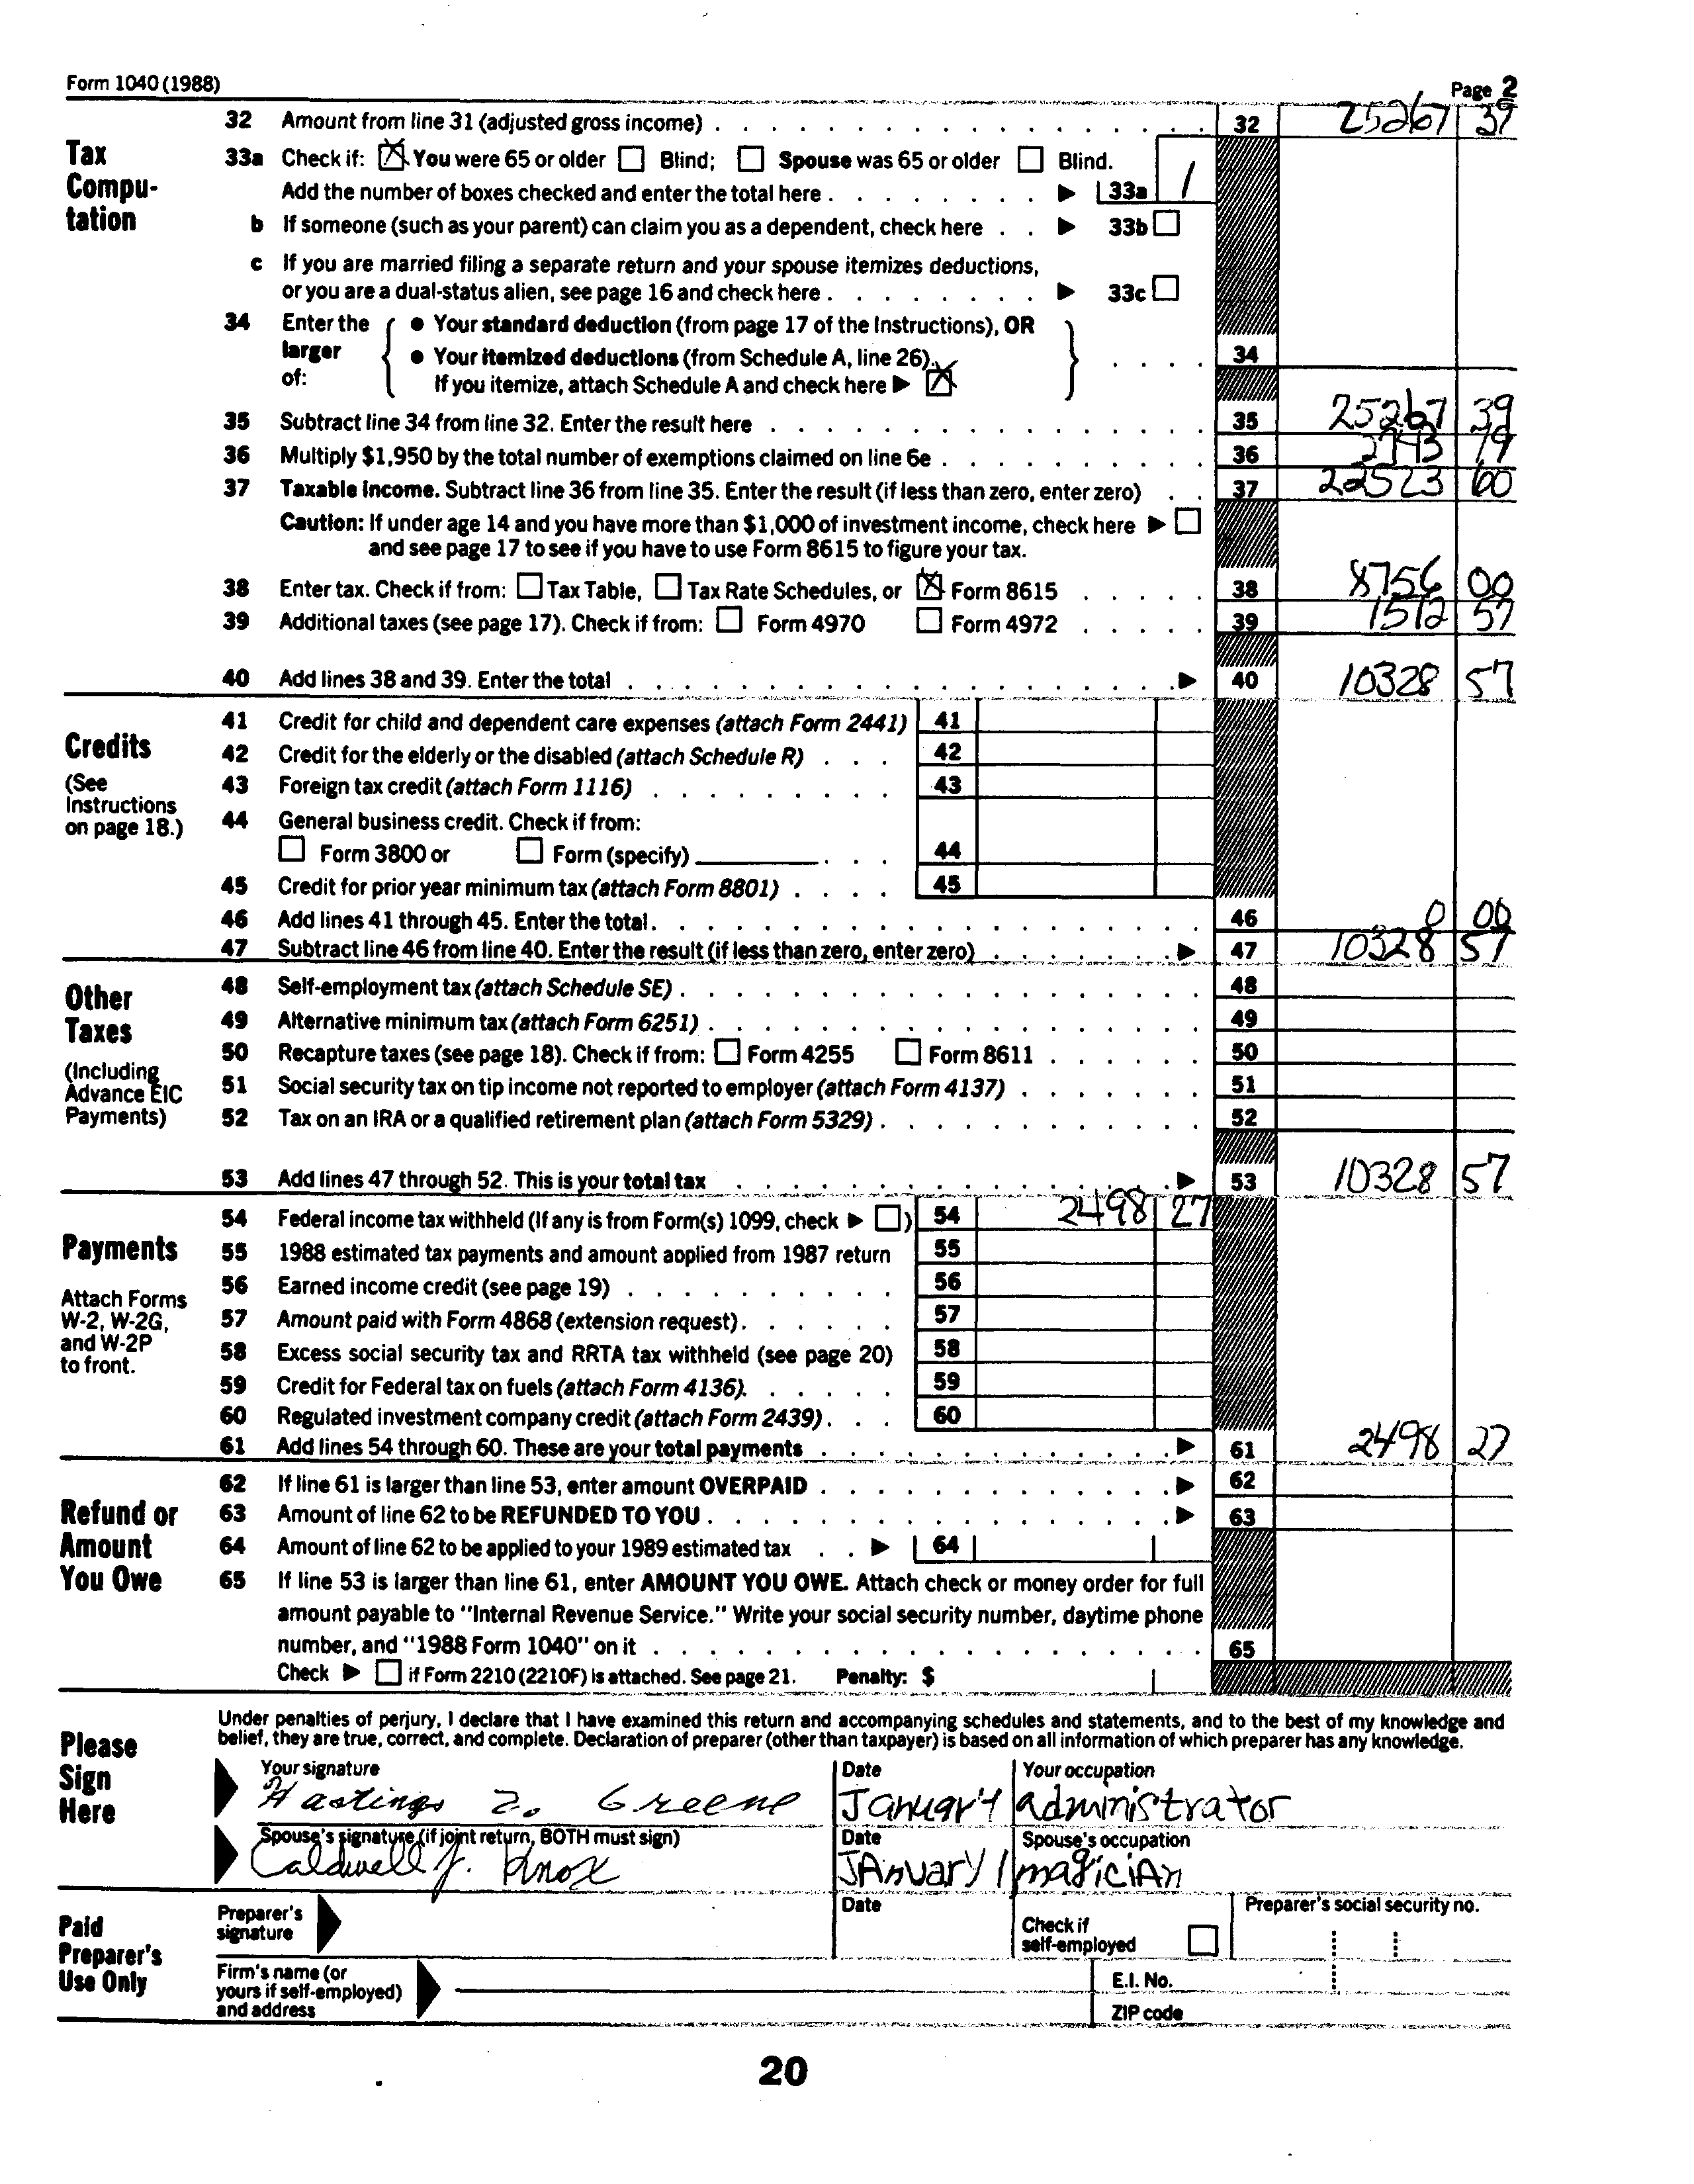 Form 1040 (1988) Page 2
Tax Computation
32 Amount from line 31 (adjusted gross income) 32 25267 39
33a Check if: ☒ You were 65 or older ☐ Blind; ☐ Spouse was 65 or older ☐ Blind.
Add the number of boxes checked and enter the total here ▶ 33a 1
b If someone (such as your parent) can claim you as a dependent, check here ▶ 33b ☐
c If you are married filing a separate return and your spouse itemizes deductions,
or you are a dual-status alien, see page 16 and check here ▶ 33c ☐
34 Enter the larger of:
● Your standard deduction (from page 17 of the Instructions), OR
● Your itemized deductions (from Schedule A, line 26). 34
If you itemize, attach Schedule A and check here ▶ ☒
35 Subtract line 34 from line 32. Enter the result here 35 25267 39
36 Multiply $1,950 by the total number of exemptions claimed on line 6e 36 2743 79
37 Taxable Income. Subtract line 36 from line 35. Enter the result (if less than zero, enter zero) 37 22523 60
Caution: If under age 14 and you have more than $1,000 of investment income, check here ▶ ☐
and see page 17 to see if you have to use Form 8615 to figure your tax.
38 Enter tax. Check if from: ☐ Tax Table, ☐ Tax Rate Schedules, or ☒ Form 8615 38 8756 00
39 Additional taxes (see page 17). Check if from: ☐ Form 4970 ☐ Form 4972 39 1572 57
40 Add lines 38 and 39. Enter the total ▶ 40 10328 57
Credits
(See Instructions on page 18.)
41 Credit for child and dependent care expenses (attach Form 2441) 41
42 Credit for the elderly or the disabled (attach Schedule R) 42
43 Foreign tax credit (attach Form 1116) 43
44 General business credit. Check if from:
☐ Form 3800 or ☐ Form (specify) 44
45 Credit for prior year minimum tax (attach Form 8801) 45
46 Add lines 41 through 45. Enter the total 46 0 00
47 Subtract line 46 from line 40. Enter the result (if less than zero, enter zero) ▶ 47 10328 57
Other Taxes
(Including Advance EIC Payments)
48 Self-employment tax (attach Schedule SE) 48
49 Alternative minimum tax (attach Form 6251) 49
50 Recapture taxes (see page 18). Check if from: ☐ Form 4255 ☐ Form 8611 50
51 Social security tax on tip income not reported to employer (attach Form 4137) 51
52 Tax on an IRA or a qualified retirement plan (attach Form 5329) 52
53 Add lines 47 through 52. This is your total tax ▶ 53 10328 57
Payments
Attach Forms W-2, W-2G, and W-2P to front.
54 Federal income tax withheld (If any is from Form(s) 1099, check ▶ ☐) 54 2498 27
55 1988 estimated tax payments and amount applied from 1987 return 55
56 Earned income credit (see page 19) 56
57 Amount paid with Form 4868 (extension request) 57
58 Excess social security tax and RRTA tax withheld (see page 20) 58
59 Credit for Federal tax on fuels (attach Form 4136) 59
60 Regulated investment company credit (attach Form 2439) 60
61 Add lines 54 through 60. These are your total payments ▶ 61 2498 27
Refund or Amount You Owe
62 If line 61 is larger than line 53, enter amount OVERPAID ▶ 62
63 Amount of line 62 to be REFUNDED TO YOU ▶ 63
64 Amount of line 62 to be applied to your 1989 estimated tax ▶ 64
65 If line 53 is larger than line 61, enter AMOUNT YOU OWE. Attach check or money order for full
amount payable to "Internal Revenue Service." Write your social security number, daytime phone
number, and "1988 Form 1040" on it 65
Check ▶ ☐ if Form 2210 (2210F) is attached. See page 21. Penalty: $
Please Sign Here
Under penalties of perjury, I declare that I have examined this return and accompanying schedules and statements, and to the best of my knowledge and
belief, they are true, correct, and complete. Declaration of preparer (other than taxpayer) is based on all information of which preparer has any knowledge.
Your signature Date Your occupation
Hastings Z. Greene January 1 administrator
Spouse's signature (if joint return, BOTH must sign) Date Spouse's occupation
Caldwell J. Knox JAnuary 1 magiciAn
Paid Preparer's Use Only
Preparer's signature Date Check if self-employed ☐ Preparer's social security no.
Firm's name (or yours if self-employed) and address E.I. No.
ZIP code
20